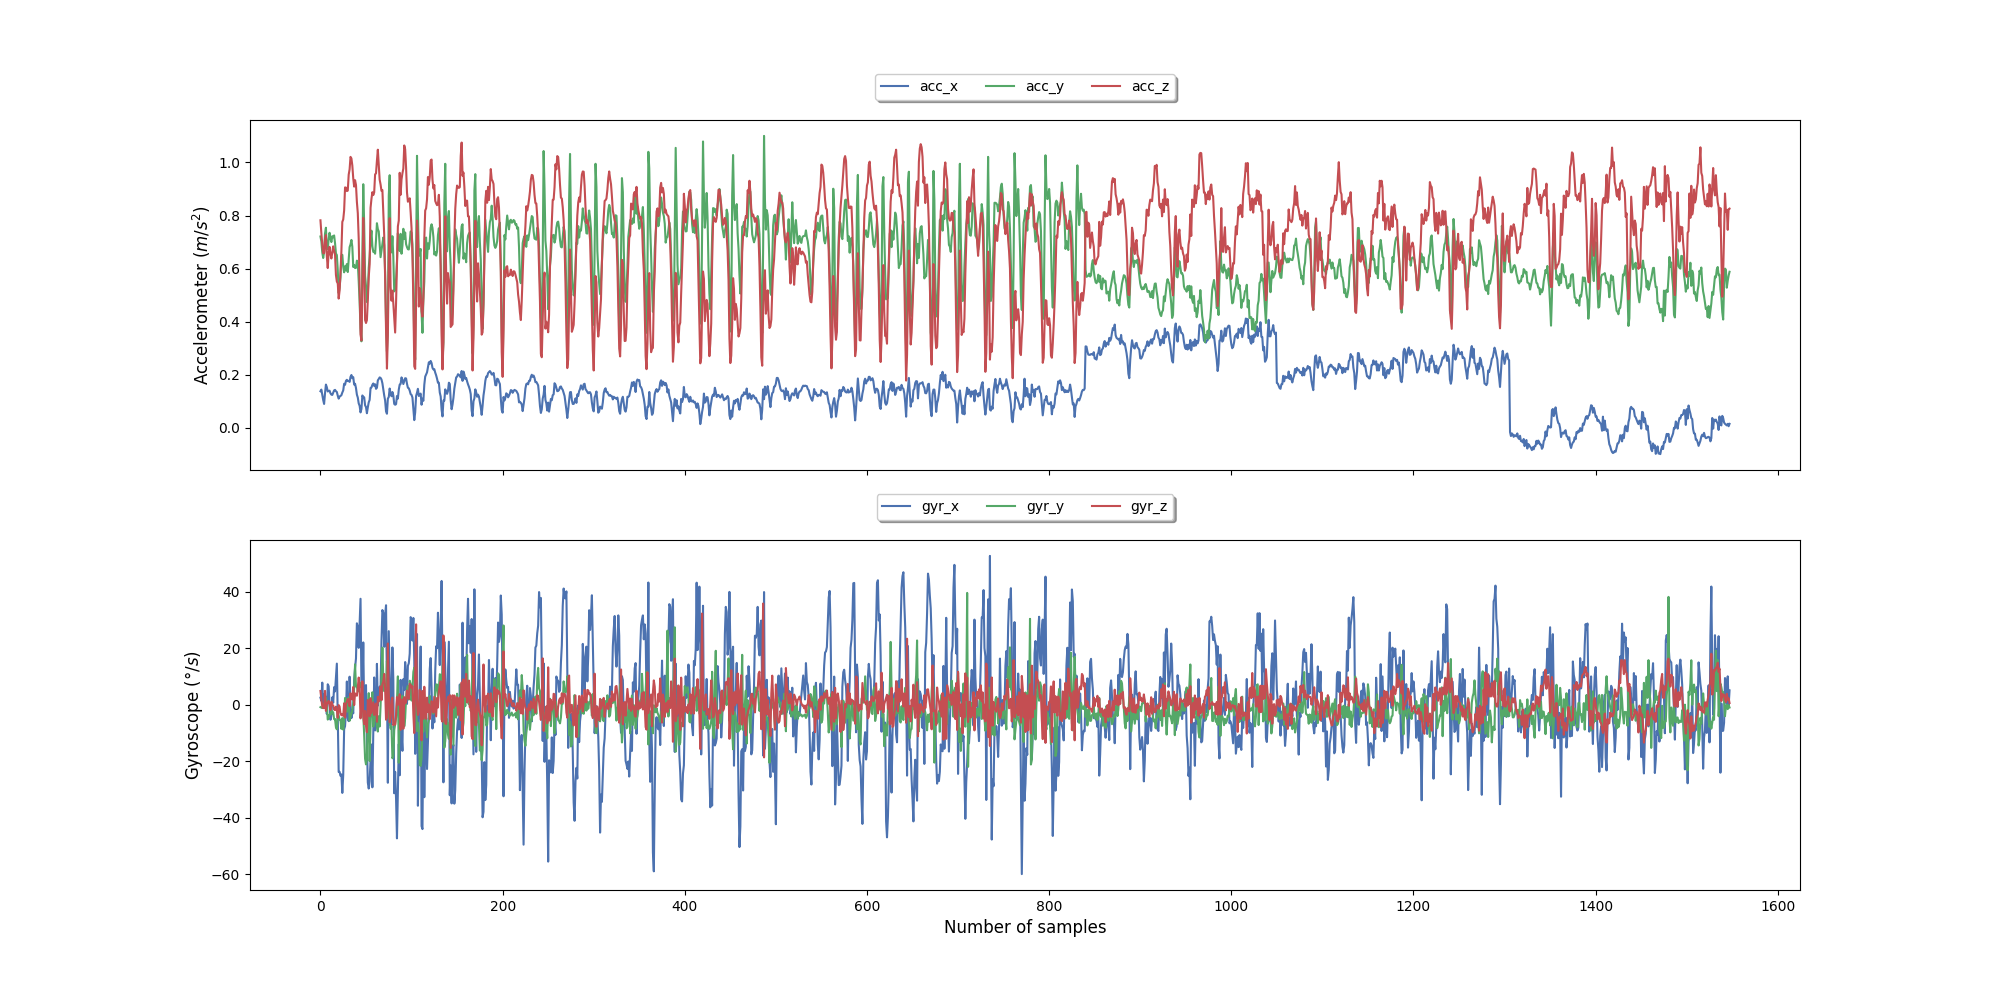 acc_x acc_y acc_z
Accelerometer (m/s²)
1.0
0.8
0.6
0.4
0.2
0.0
gyr_x gyr_y gyr_z
Gyroscope (°/s)
40
20
0
−20
−40
−60
0 200 400 600 800 1000 1200 1400 1600
Number of samples